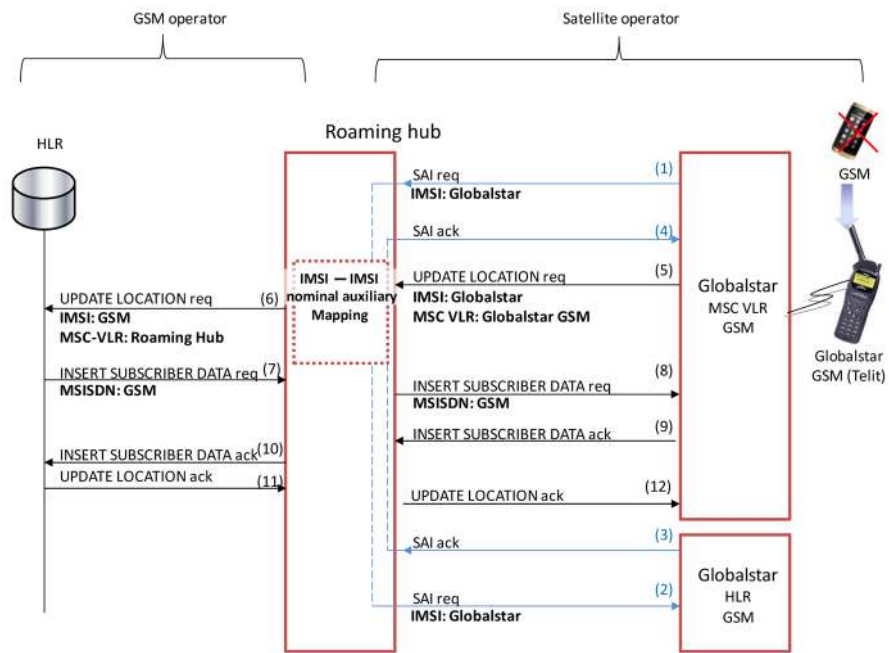 GSM operator
Satellite operator
Roaming hub
HLR
GSM
SAI req
(1)
IMSI: Globalstar
SAI ack
(4)
IMSI — IMSI
nominal auxiliary
Mapping
UPDATE LOCATION req
(5)
IMSI: Globalstar
MSC VLR: Globalstar GSM
UPDATE LOCATION req
(6)
IMSI: GSM
MSC-VLR: Roaming Hub
Globalstar
MSC VLR
GSM
Globalstar
GSM (Telit)
INSERT SUBSCRIBER DATA req
(7)
MSISDN: GSM
INSERT SUBSCRIBER DATA req
(8)
MSISDN: GSM
INSERT SUBSCRIBER DATA ack
(9)
INSERT SUBSCRIBER DATA ack
(10)
UPDATE LOCATION ack
(11)
UPDATE LOCATION ack
(12)
SAI ack
(3)
SAI req
(2)
IMSI: Globalstar
Globalstar
HLR
GSM